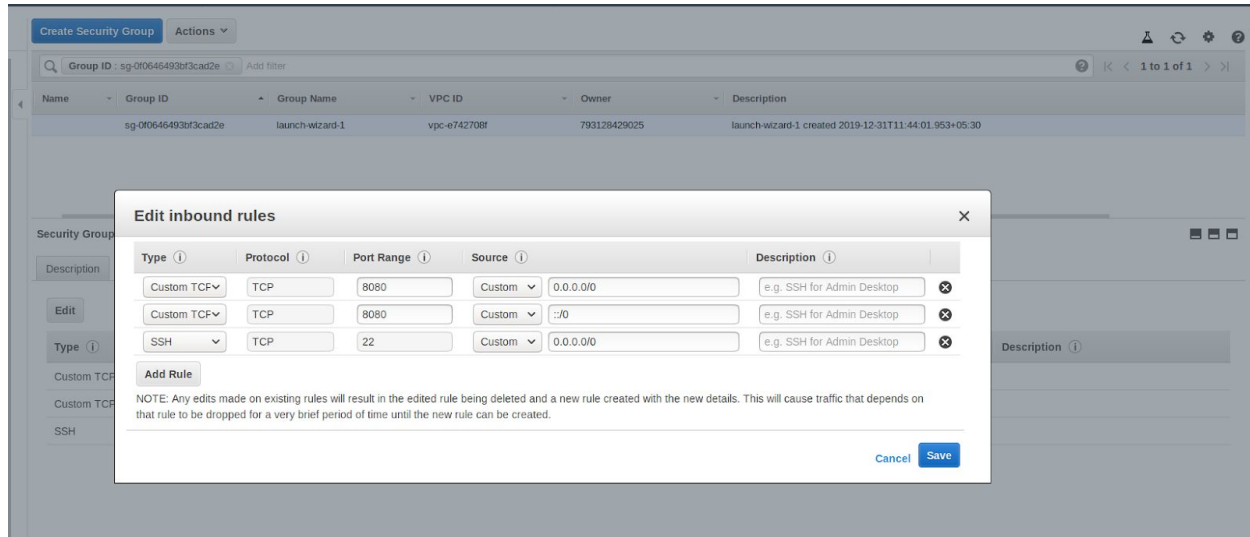 Create Security Group Actions
Group ID : sg-0f0646493bf3cad2e Add filter 1 to 1 of 1
Name Group ID Group Name VPC ID Owner Description
sg-0f0646493bf3cad2e launch-wizard-1 vpc-e742708f 793128429025 launch-wizard-1 created 2019-12-31T11:44:01.953+05:30
Edit inbound rules
Security Group
Type Protocol Port Range Source Description
Description
Custom TCF TCP 8080 Custom 0.0.0.0/0 e.g. SSH for Admin Desktop
Edit
Custom TCF TCP 8080 Custom ::/0 e.g. SSH for Admin Desktop
Type
SSH TCP 22 Custom 0.0.0.0/0 e.g. SSH for Admin Desktop
Description
Add Rule
Custom TCP
NOTE: Any edits made on existing rules will result in the edited rule being deleted and a new rule created with the new details. This will cause traffic that depends on
Custom TCP
that rule to be dropped for a very brief period of time until the new rule can be created.
SSH
Cancel Save